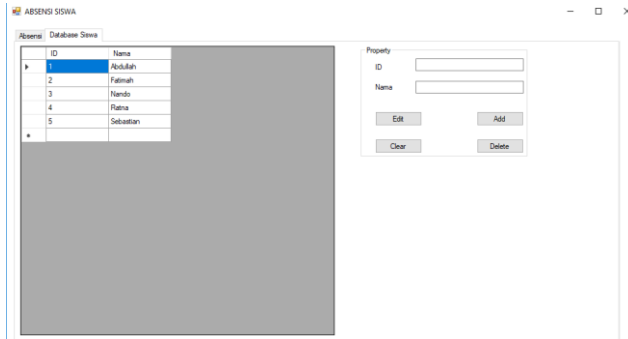 ABSENSI SISWA
Absensi Database Siswa
ID Nama
1 Abdullah
2 Fatimah
3 Nando
4 Ratna
5 Sebastian
Property
ID
Nama
Edit Add
Clear Delete